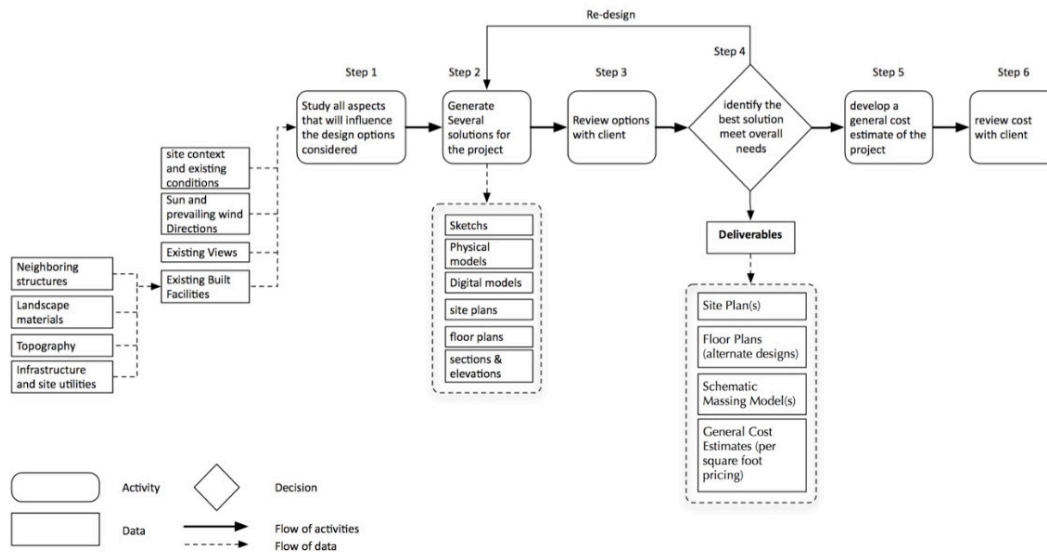 Re-design
Step 1
Step 2
Step 3
Step 4
Step 5
Step 6
Study all aspects
that will influence
the design options
considered
Generate
Several
solutions for
the project
Review options
with client
identify the
best solution
meet overall
needs
develop a
general cost
estimate of the
project
review cost
with client
site context
and existing
conditions
Sun and
prevailing wind
Directions
Existing Views
Existing Built
Facilities
Neighboring
structures
Landscape
materials
Topography
Infrastructure
and site utilities
Sketchs
Physical
models
Digital models
site plans
floor plans
sections &
elevations
Deliverables
Site Plan(s)
Floor Plans
(alternate designs)
Schematic
Massing Model(s)
General Cost
Estimates (per
square foot
pricing)
Activity
Decision
Data
Flow of activities
Flow of data